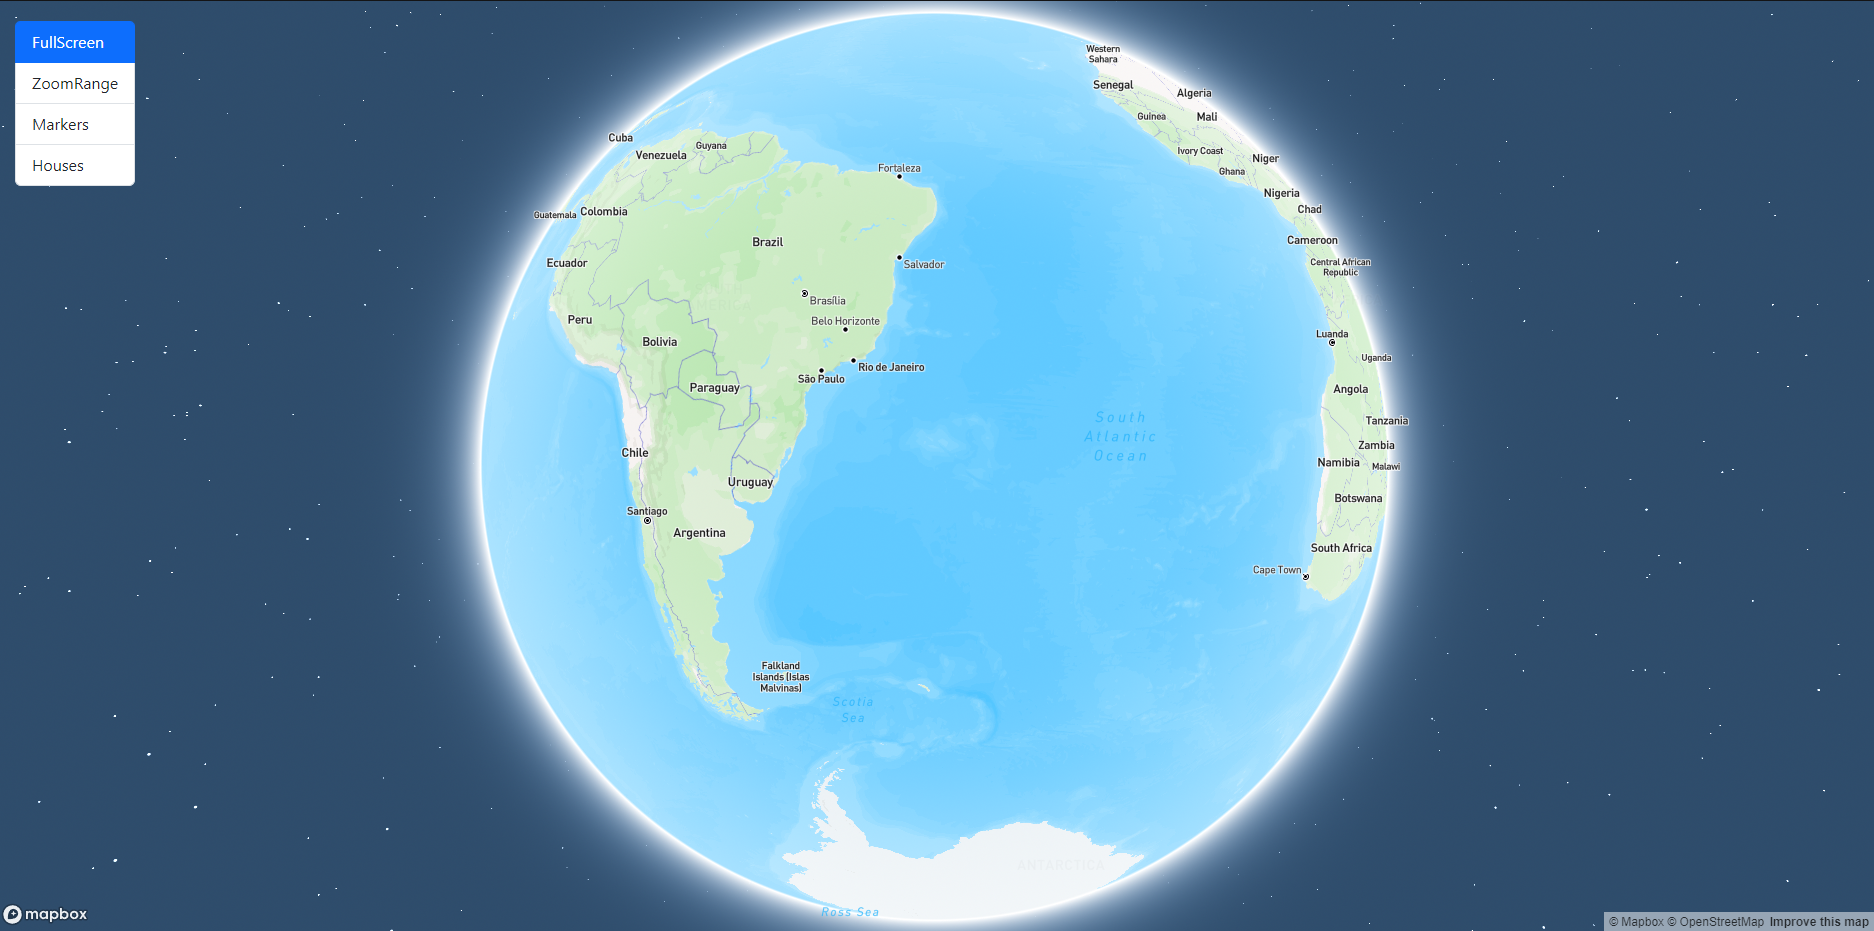 FullScreen
ZoomRange
Markers
Houses
Western
Sahara
Senegal
Algeria
Guinea
Mali
Cuba
Guyana
Venezuela
Ivory Coast
Niger
Fortaleza
Ghana
Nigeria
Guatemala
Colombia
Chad
Brazil
Cameroon
Ecuador
Salvador
Central African
Republic
AMERICA
Brasília
Peru
Belo Horizonte
Luanda
Bolivia
Uganda
Rio de Janeiro
São Paulo
Paraguay
Angola
South
Atlantic
Ocean
Tanzania
Zambia
Chile
Namibia
Malawi
Uruguay
Botswana
Santiago
Argentina
South Africa
Cape Town
Falkland
Islands (Islas
Malvinas)
Scotia
Sea
ANTARCTICA
Ross Sea
mapbox
© Mapbox © OpenStreetMap Improve this map